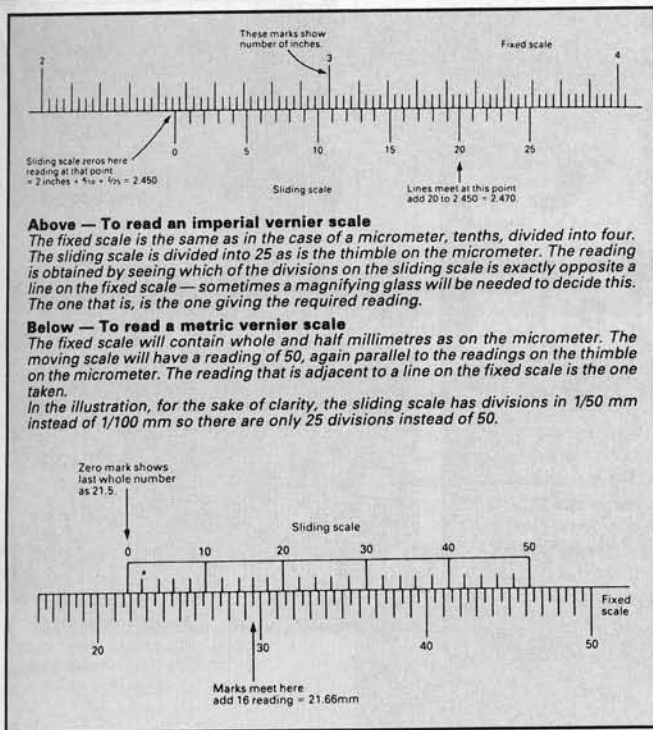 These marks show
number of inches.
Fixed scale
2
3
4
Sliding scale zeros here
reading at that point
= 2 inches + 4/10 + 2/25 = 2.450
0
5
10
15
20
25
Sliding scale
Lines meet at this point
add 20 to 2.450 = 2.470.
Above — To read an imperial vernier scale
The fixed scale is the same as in the case of a micrometer, tenths, divided into four.
The sliding scale is divided into 25 as is the thimble on the micrometer. The reading
is obtained by seeing which of the divisions on the sliding scale is exactly opposite a
line on the fixed scale — sometimes a magnifying glass will be needed to decide this.
The one that is, is the one giving the required reading.
Below — To read a metric vernier scale
The fixed scale will contain whole and half millimetres as on the micrometer. The
moving scale will have a reading of 50, again parallel to the readings on the thimble
on the micrometer. The reading that is adjacent to a line on the fixed scale is the one
taken.
In the illustration, for the sake of clarity, the sliding scale has divisions in 1/50 mm
instead of 1/100 mm so there are only 25 divisions instead of 50.
Zero mark shows
last whole number
as 21.5.
Sliding scale
0
10
20
30
40
50
Fixed
scale
20
30
40
50
Marks meet here
add 16 reading = 21.66mm